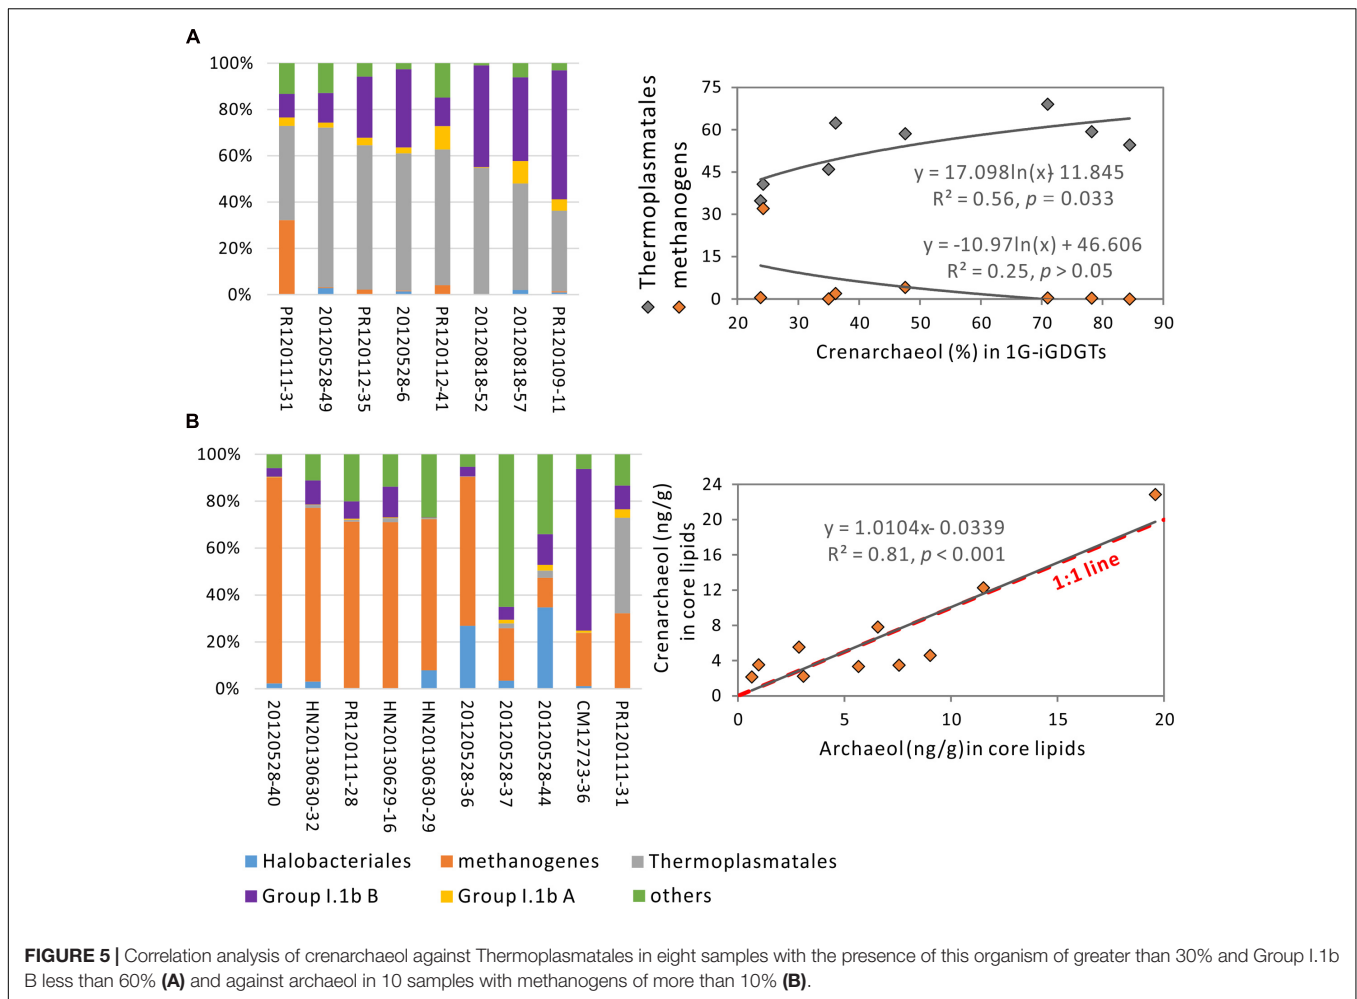 A
100%
80%
60%
40%
20%
0%
PR120111-31
20120528-49
PR120112-35
20120528-6
PR120112-41
20120818-52
20120818-57
PR120109-11
Thermoplasmatales
methanogens
75
60
45
30
15
0
y = 17.098ln(x)- 11.845
R² = 0.56, p = 0.033
y = -10.97ln(x) + 46.606
R² = 0.25, p > 0.05
20 30 40 50 60 70 80 90
Crenarchaeol (%) in 1G-iGDGTs
B
100%
80%
60%
40%
20%
0%
20120528-40
HN20130630-32
PR120111-28
HN20130629-16
HN20130630-29
20120528-36
20120528-37
20120528-44
CM12723-36
PR120111-31
Crenarchaeol (ng/g)
in core lipids
24
20
16
12
8
4
0
y = 1.0104x- 0.0339
R² = 0.81, p < 0.001
1:1 line
0 5 10 15 20
Archaeol(ng/g)in core lipids
Halobacteriales methanogenes Thermoplasmatales
Group I.1b B Group I.1b A others
FIGURE 5 | Correlation analysis of crenarchaeol against Thermoplasmatales in eight samples with the presence of this organism of greater than 30% and Group I.1b
B less than 60% (A) and against archaeol in 10 samples with methanogens of more than 10% (B).